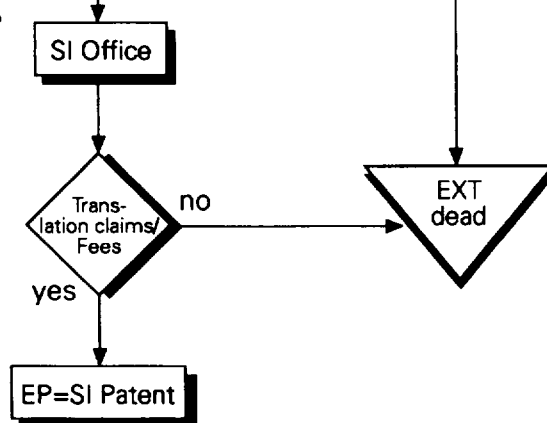 SI Office
Trans-
lation claims/
Fees
no
EXT
dead
yes
EP=SI Patent